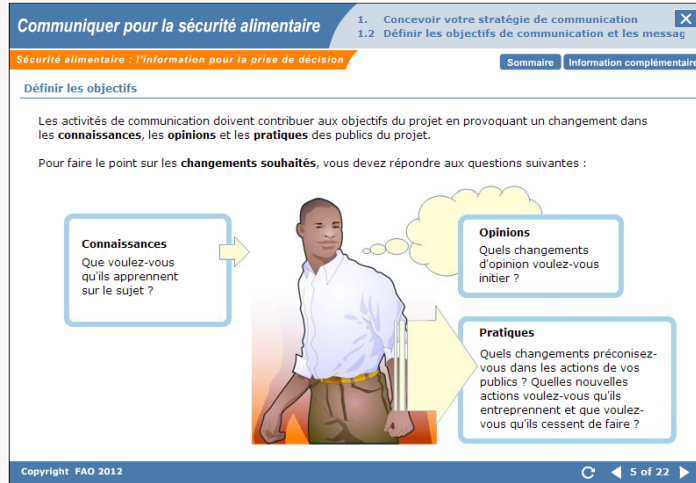 Communiquer pour la sécurité alimentaire
1. Concevoir votre stratégie de communication
1.2 Définir les objectifs de communication et les messag
X
Sécurité alimentaire : l'information pour la prise de décision
Sommaire
Information complémentaire
Définir les objectifs
Les activités de communication doivent contribuer aux objectifs du projet en provoquant un changement dans
les connaissances, les opinions et les pratiques des publics du projet.
Pour faire le point sur les changements souhaités, vous devez répondre aux questions suivantes :
Connaissances
Que voulez-vous
qu'ils apprennent
sur le sujet ?
Opinions
Quels changements
d'opinion voulez-vous
initier ?
Pratiques
Quels changements préconisez-
vous dans les actions de vos
publics ? Quelles nouvelles
actions voulez-vous qu'ils
entreprennent et que voulez-
vous qu'ils cessent de faire ?
Copyright FAO 2012
5 of 22